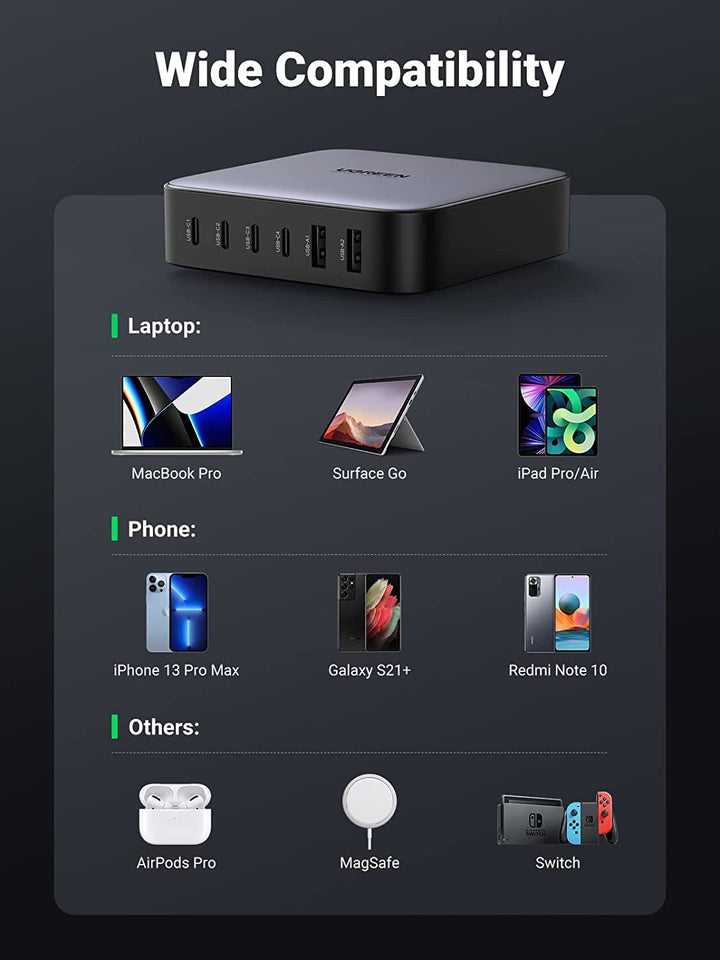 Wide Compatibility
UGREEN
USB-C1
USB-C2
USB-C3
USB-C4
USB-A1
USB-A2
Laptop:
MacBook Pro
Surface Go
iPad Pro/Air
Phone:
iPhone 13 Pro Max
Galaxy S21+
Redmi Note 10
Others:
NINTENDO
SWITCH
AirPods Pro
MagSafe
Switch